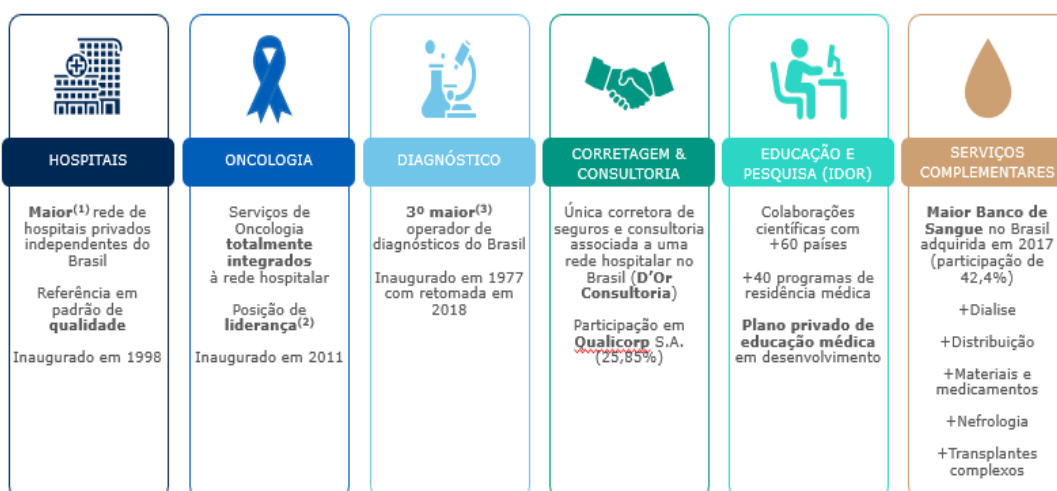 HOSPITAIS
Maior(1) rede de
hospitais privados
independentes do
Brasil
Referência em
padrão de
qualidade
Inaugurado em 1998
ONCOLOGIA
Serviços de
Oncologia
totalmente
integrados
à rede hospitalar
Posição de
liderança(2)
Inaugurado em 2011
DIAGNÓSTICO
3º maior(3)
operador de
diagnósticos do Brasil
Inaugurado em 1977
com retomada em
2018
CORRETAGEM &
CONSULTORIA
Única corretora de
seguros e consultoria
associada a uma
rede hospitalar no
Brasil (D’Or
Consultoria)
Participação em
Qualicorp S.A.
(25,85%)
EDUCAÇÃO E
PESQUISA (IDOR)
Colaborações
científicas com
+60 países
+40 programas de
residência médica
Plano privado de
educação médica
em desenvolvimento
SERVIÇOS
COMPLEMENTARES
Maior Banco de
Sangue no Brasil
adquirida em 2017
(participação de
42,4%)
+Dialise
+Distribuição
+Materiais e
medicamentos
+Nefrologia
+Transplantes
complexos